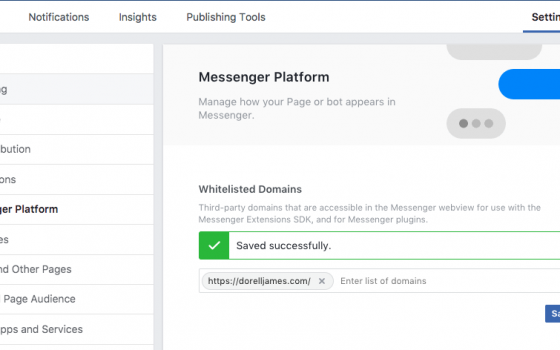 Notifications Insights Publishing Tools Settin
ng
Messenger Platform
Manage how your Page or bot appears in
Messenger.
bution
ons
er Platform
Whitelisted Domains
Third-party domains that are accessible in the Messenger webview for use with the
Messenger Extensions SDK, and for Messenger plugins.
es
Saved successfully.
nd Other Pages
https://dorelljames.com/ × Enter list of domains
Page Audience
Sa
pps and Services